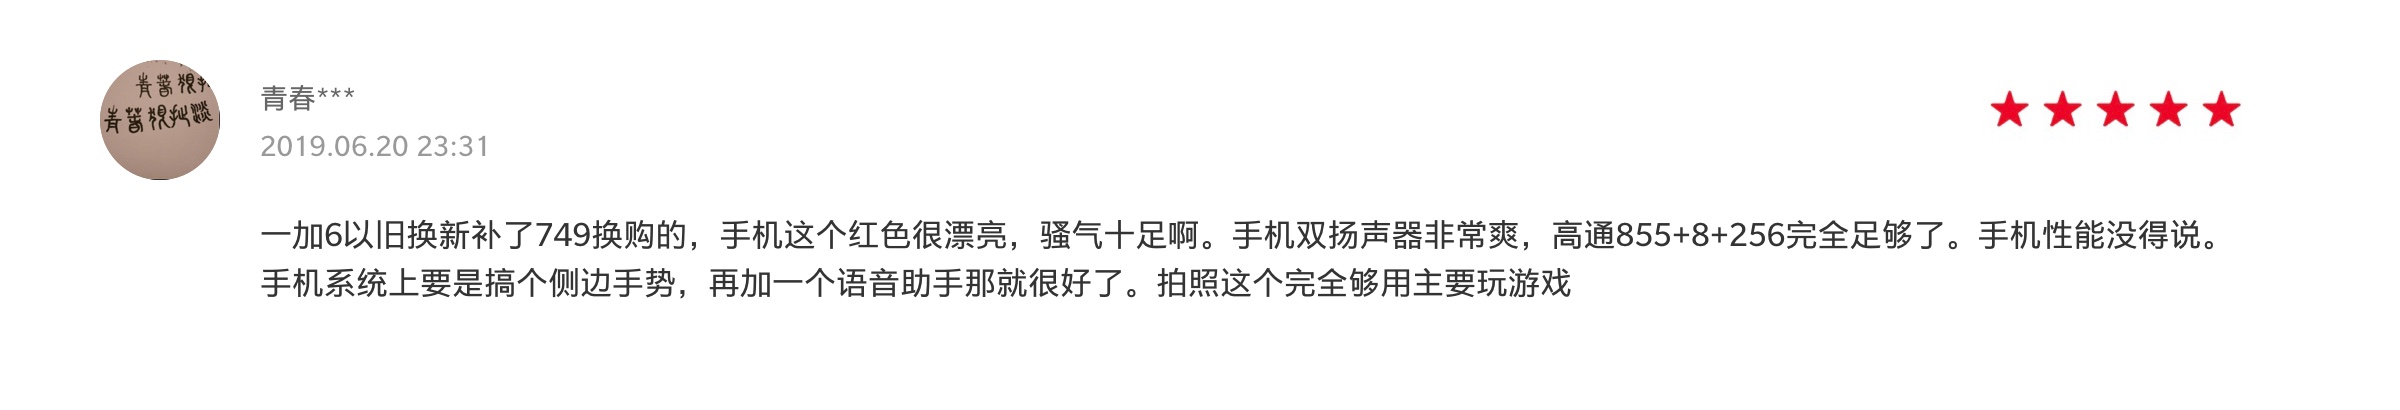 青春***
2019.06.20 23:31
一加6以旧换新补了749换购的，手机这个红色很漂亮，骚气十足啊。手机双扬声器非常爽，高通855+8+256完全足够了。手机性能没得说。
手机系统上要是搞个侧边手势，再加一个语音助手那就很好了。拍照这个完全够用主要玩游戏